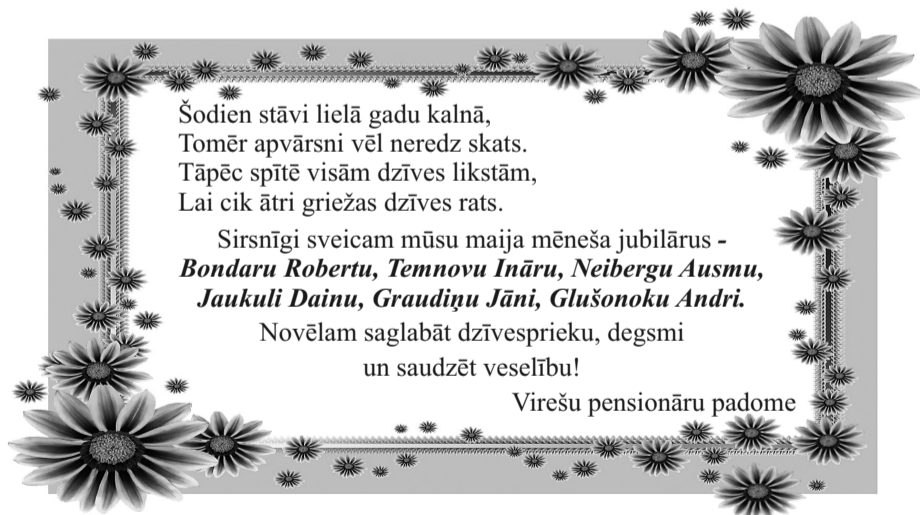 Šodien stāvi lielā gadu kalnā,
Tomēr apvārsni vēl neredz skats.
Tāpēc spītē visām dzīves likstām,
Lai cik ātri griežas dzīves rats.
Sirsnīgi sveicam mūsu maija mēneša jubilārus -
Bondaru Robertu, Temnovu Ināru, Neibergu Ausmu,
Jaukuli Dainu, Graudiņu Jāni, Glušonoku Andri.
Novēlam saglabāt dzīvesprieku, degsmi
un saudzēt veselību!
Virešu pensionāru padome